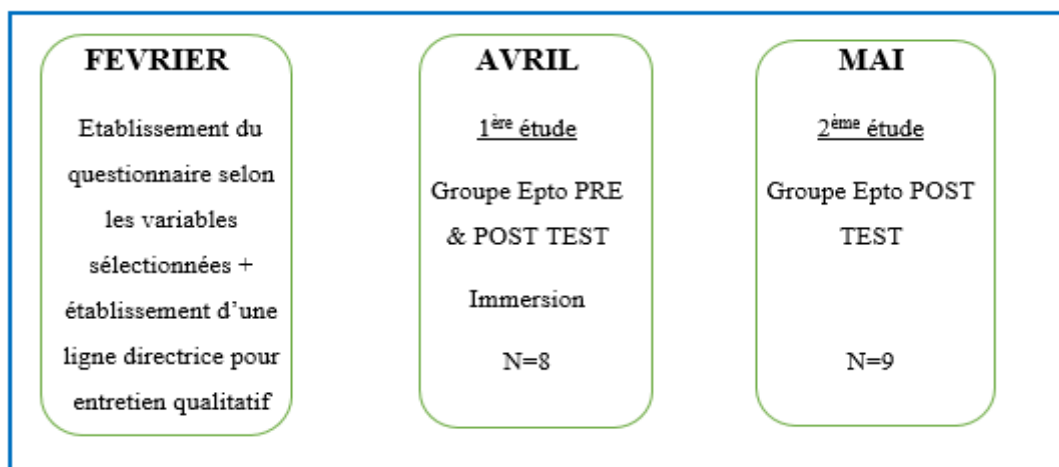 FEVRIER
Etablissement du
questionnaire selon
les variables
sélectionnées +
établissement d’une
ligne directrice pour
entretien qualitatif
AVRIL
1ère étude
Groupe Epto PRE
& POST TEST
Immersion
N=8
MAI
2ème étude
Groupe Epto POST
TEST
N=9